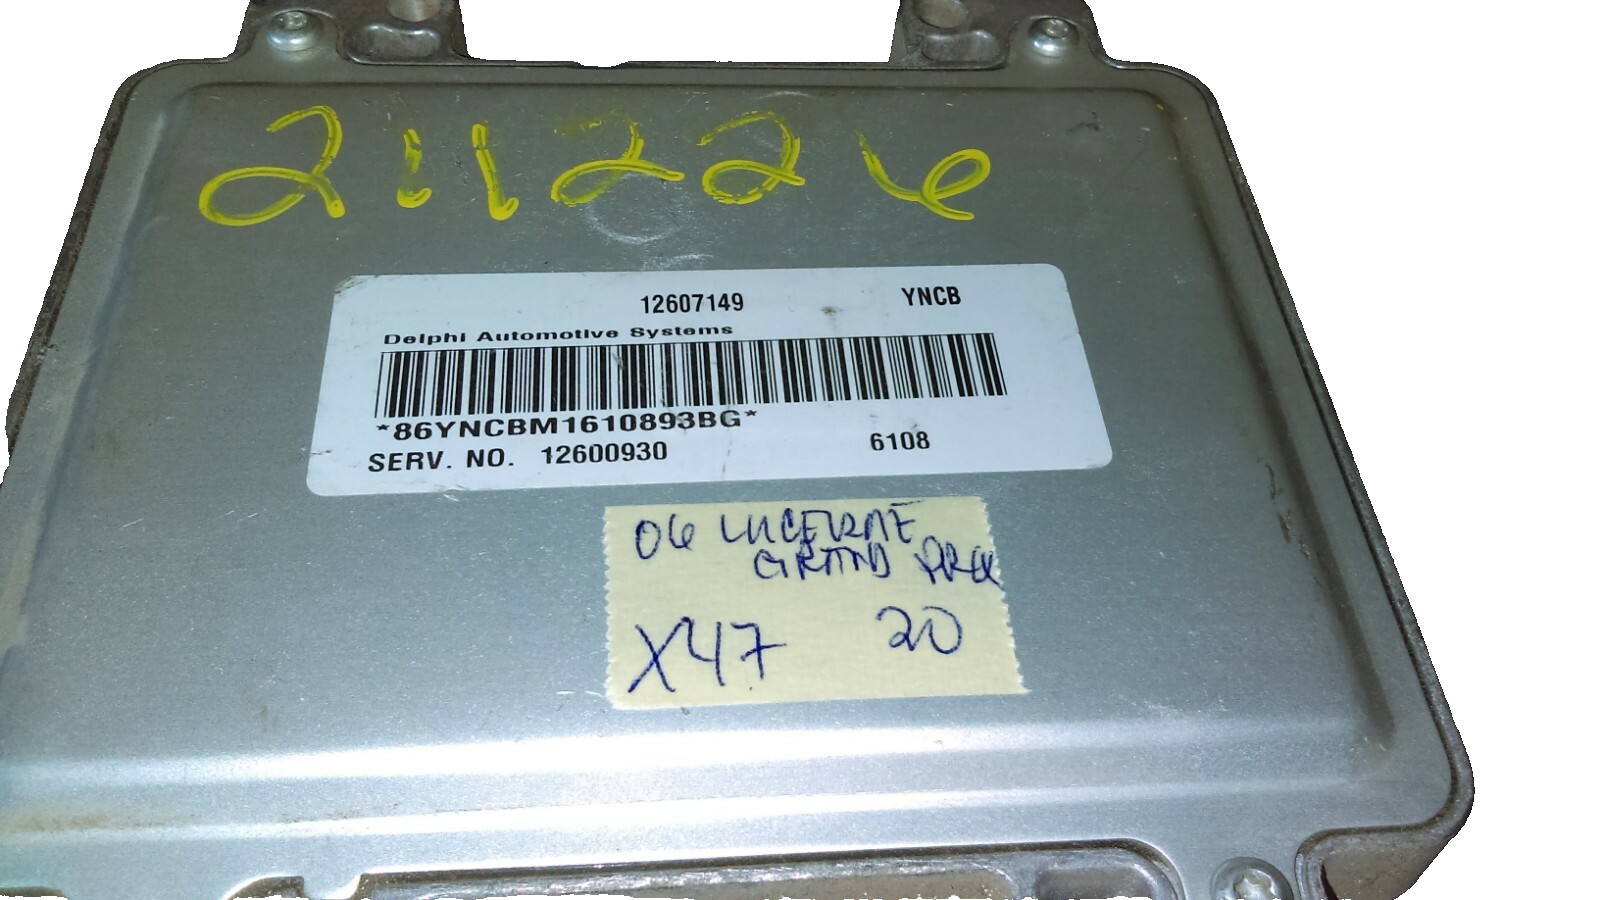 211226
12607149 YNCB
Delphi Automotive Systems
*86YNCBM1610893BG*
SERV. NO. 12600930 6108
06 LUCERNE
GRAND PRIX
X47 20